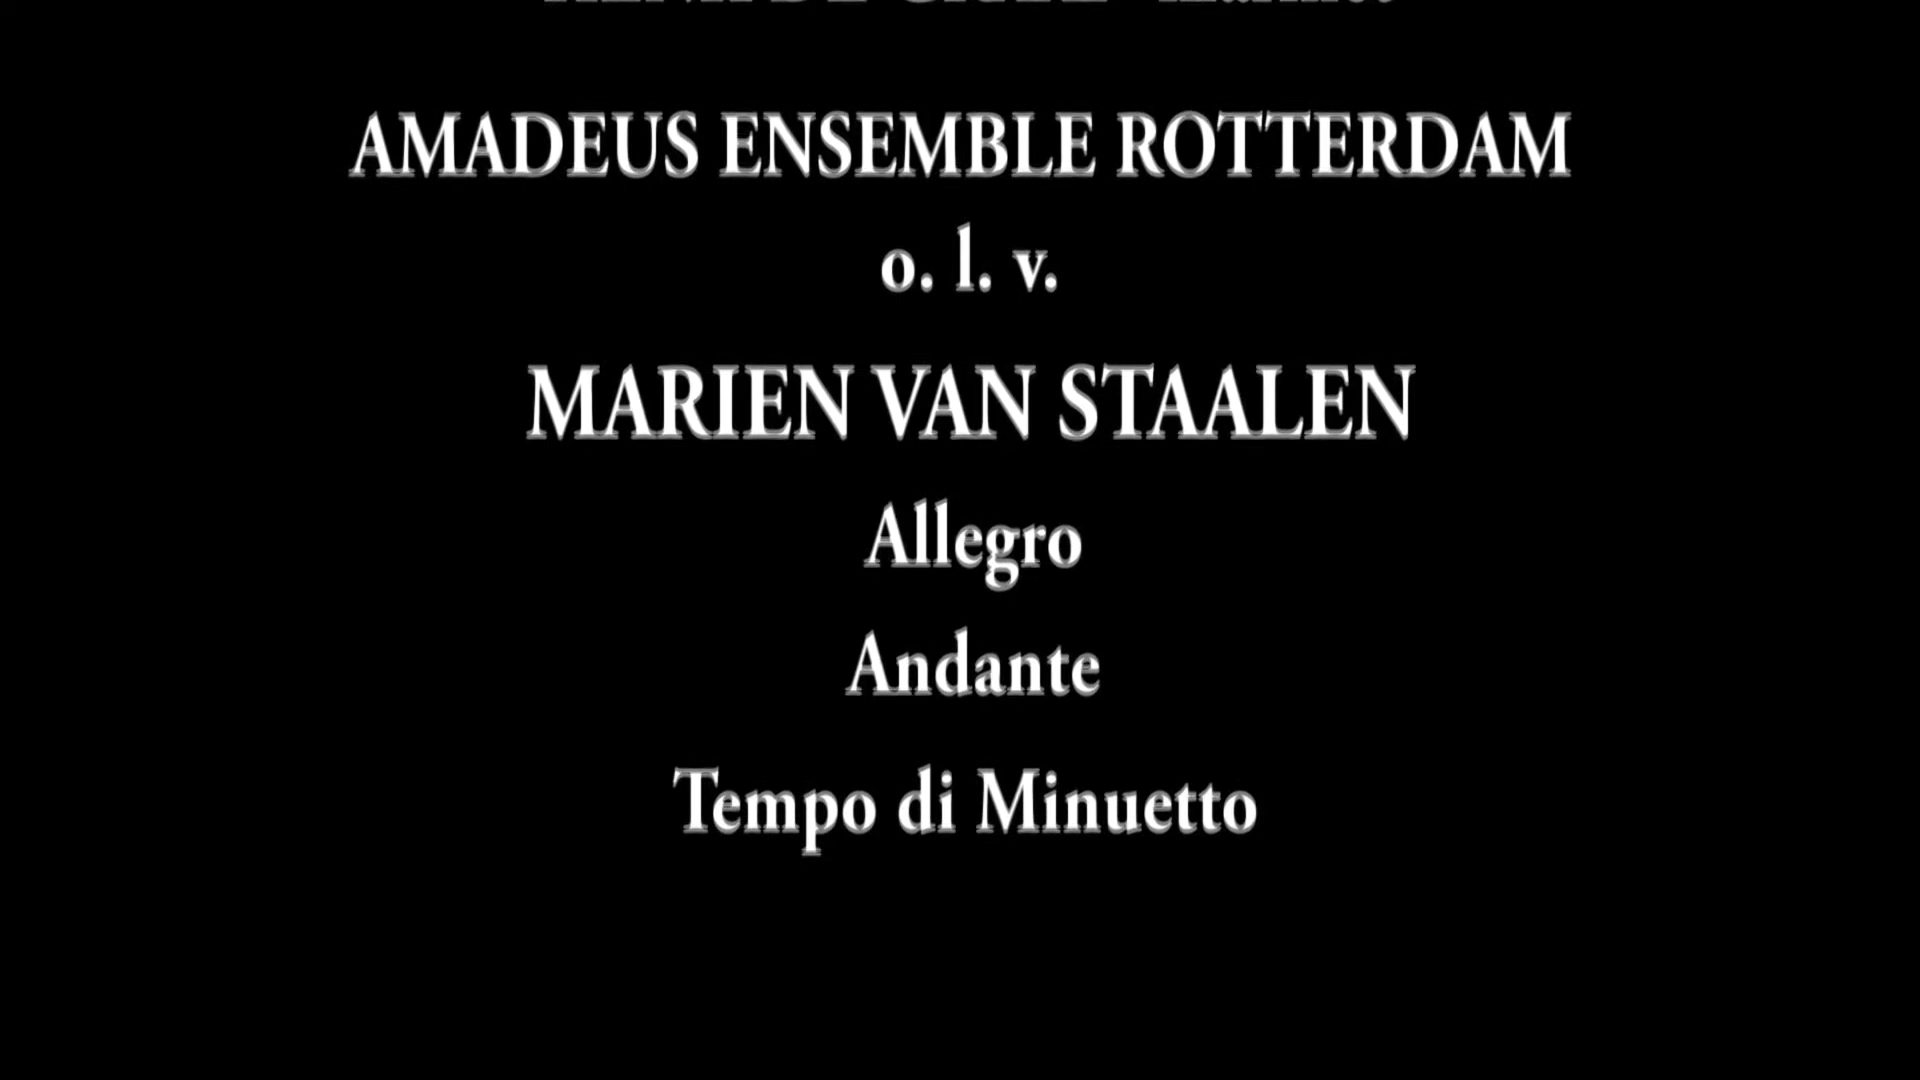 AMADEUS ENSEMBLE ROTTERDAM
o. l. v.
MARIEN VAN STAALEN
Allegro
Andante
Tempo di Minuetto